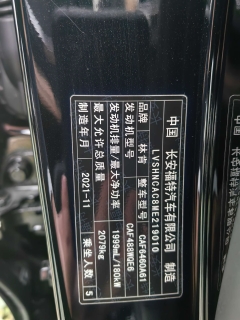 中国 长安福特汽车有限公司 制造
LVSHNCAC8ME219010
品牌 林肯 整车型号 CAF6460A61
发动机型号 CAF488WQE6
发动机排量/最大净功率 1999mL/180kW
最大允许总质量 2079kg
制造年月 2021-11 乘坐人数 5